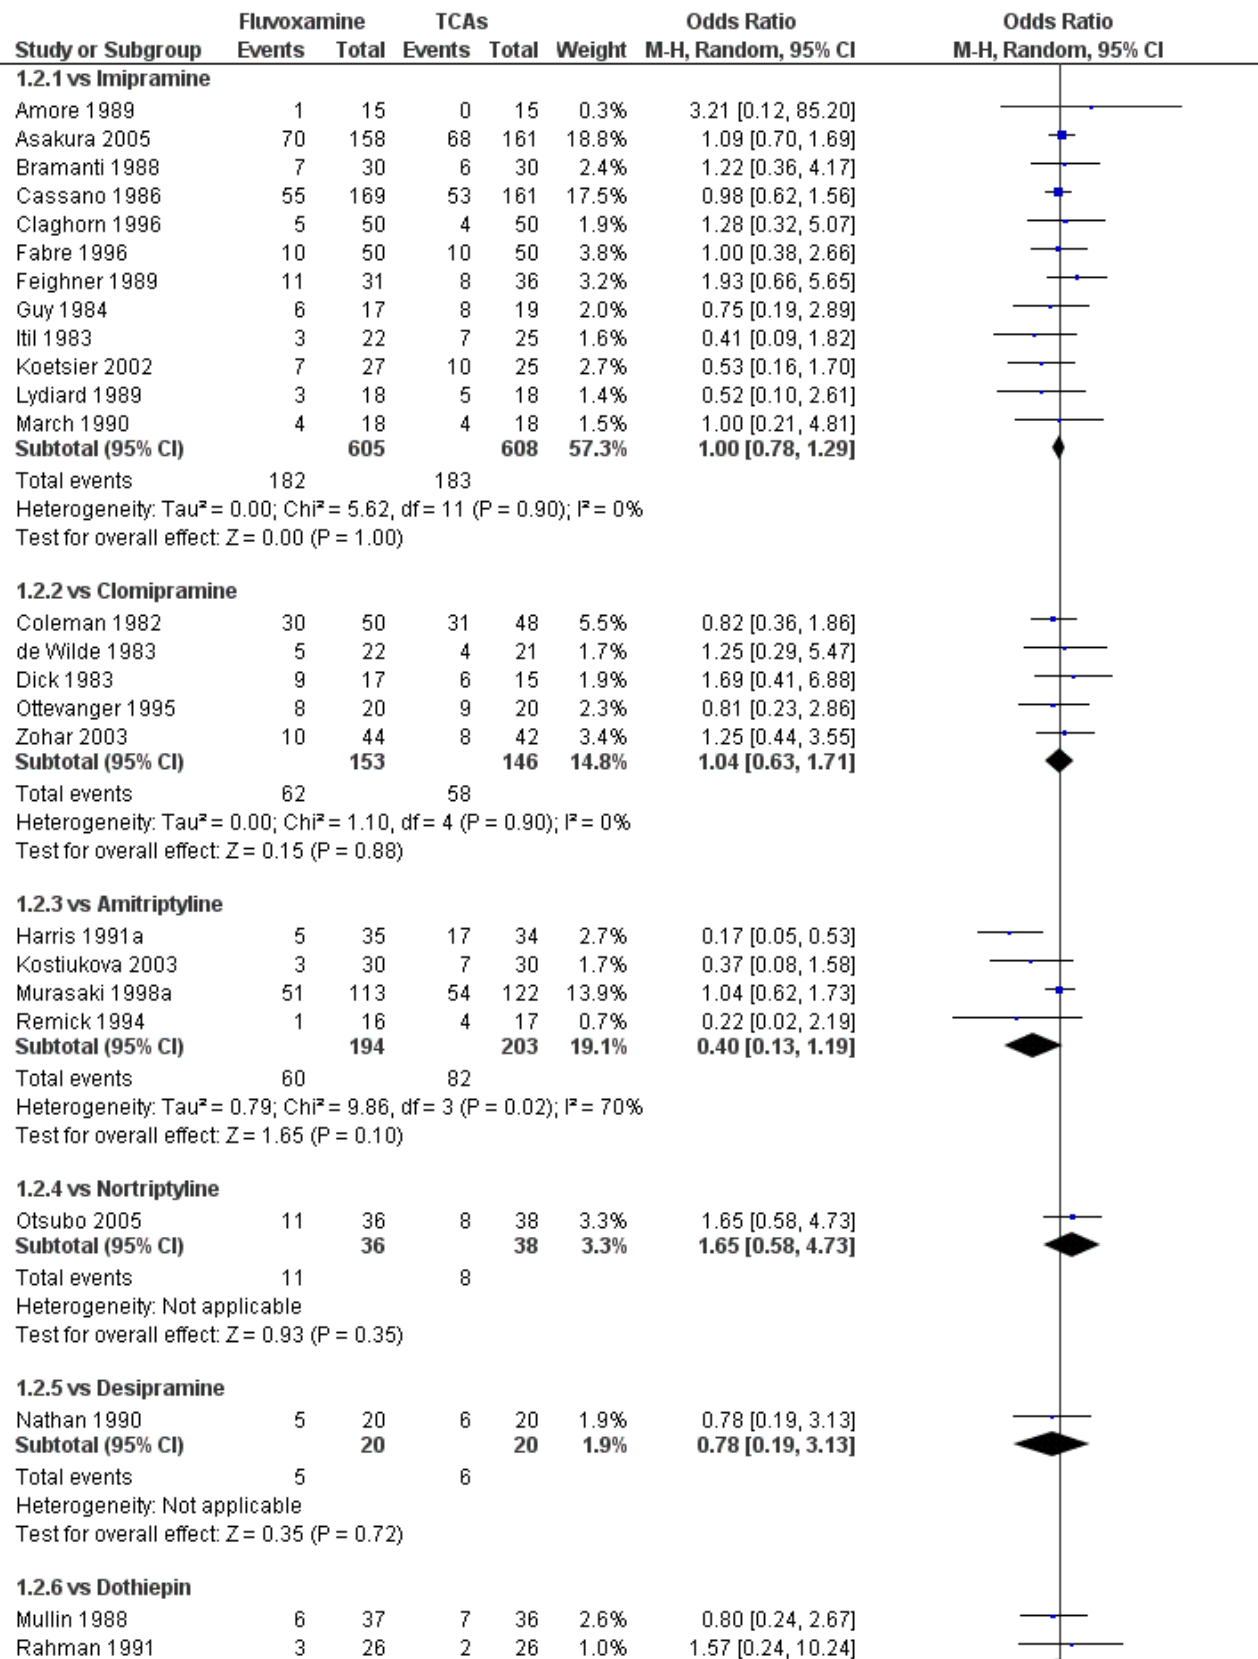 Fluvoxamine TCAs Odds Ratio Odds Ratio
Study or Subgroup Events Total Events Total Weight M-H, Random, 95% CI M-H, Random, 95% CI
1.2.1 vs Imipramine
Amore 1989 1 15 0 15 0.3% 3.21 [0.12, 85.20]
Asakura 2005 70 158 68 161 18.8% 1.09 [0.70, 1.69]
Bramanti 1988 7 30 6 30 2.4% 1.22 [0.36, 4.17]
Cassano 1986 55 169 53 161 17.5% 0.98 [0.62, 1.56]
Claghorn 1996 5 50 4 50 1.9% 1.28 [0.32, 5.07]
Fabre 1996 10 50 10 50 3.8% 1.00 [0.38, 2.66]
Feighner 1989 11 31 8 36 3.2% 1.93 [0.66, 5.65]
Guy 1984 6 17 8 19 2.0% 0.75 [0.19, 2.89]
Itil 1983 3 22 7 25 1.6% 0.41 [0.09, 1.82]
Koetsier 2002 7 27 10 25 2.7% 0.53 [0.16, 1.70]
Lydiard 1989 3 18 5 18 1.4% 0.52 [0.10, 2.61]
March 1990 4 18 4 18 1.5% 1.00 [0.21, 4.81]
Subtotal (95% CI) 605 608 57.3% 1.00 [0.78, 1.29]
Total events 182 183
Heterogeneity: Tau² = 0.00; Chi² = 5.62, df = 11 (P = 0.90); I² = 0%
Test for overall effect: Z = 0.00 (P = 1.00)
1.2.2 vs Clomipramine
Coleman 1982 30 50 31 48 5.5% 0.82 [0.36, 1.86]
de Wilde 1983 5 22 4 21 1.7% 1.25 [0.29, 5.47]
Dick 1983 9 17 6 15 1.9% 1.69 [0.41, 6.88]
Ottevanger 1995 8 20 9 20 2.3% 0.81 [0.23, 2.86]
Zohar 2003 10 44 8 42 3.4% 1.25 [0.44, 3.55]
Subtotal (95% CI) 153 146 14.8% 1.04 [0.63, 1.71]
Total events 62 58
Heterogeneity: Tau² = 0.00; Chi² = 1.10, df = 4 (P = 0.90); I² = 0%
Test for overall effect: Z = 0.15 (P = 0.88)
1.2.3 vs Amitriptyline
Harris 1991a 5 35 17 34 2.7% 0.17 [0.05, 0.53]
Kostiukova 2003 3 30 7 30 1.7% 0.37 [0.08, 1.58]
Murasaki 1998a 51 113 54 122 13.9% 1.04 [0.62, 1.73]
Remick 1994 1 16 4 17 0.7% 0.22 [0.02, 2.19]
Subtotal (95% CI) 194 203 19.1% 0.40 [0.13, 1.19]
Total events 60 82
Heterogeneity: Tau² = 0.79; Chi² = 9.86, df = 3 (P = 0.02); I² = 70%
Test for overall effect: Z = 1.65 (P = 0.10)
1.2.4 vs Nortriptyline
Otsubo 2005 11 36 8 38 3.3% 1.65 [0.58, 4.73]
Subtotal (95% CI) 36 38 3.3% 1.65 [0.58, 4.73]
Total events 11 8
Heterogeneity: Not applicable
Test for overall effect: Z = 0.93 (P = 0.35)
1.2.5 vs Desipramine
Nathan 1990 5 20 6 20 1.9% 0.78 [0.19, 3.13]
Subtotal (95% CI) 20 20 1.9% 0.78 [0.19, 3.13]
Total events 5 6
Heterogeneity: Not applicable
Test for overall effect: Z = 0.35 (P = 0.72)
1.2.6 vs Dothiepin
Mullin 1988 6 37 7 36 2.6% 0.80 [0.24, 2.67]
Rahman 1991 3 26 2 26 1.0% 1.57 [0.24, 10.24]